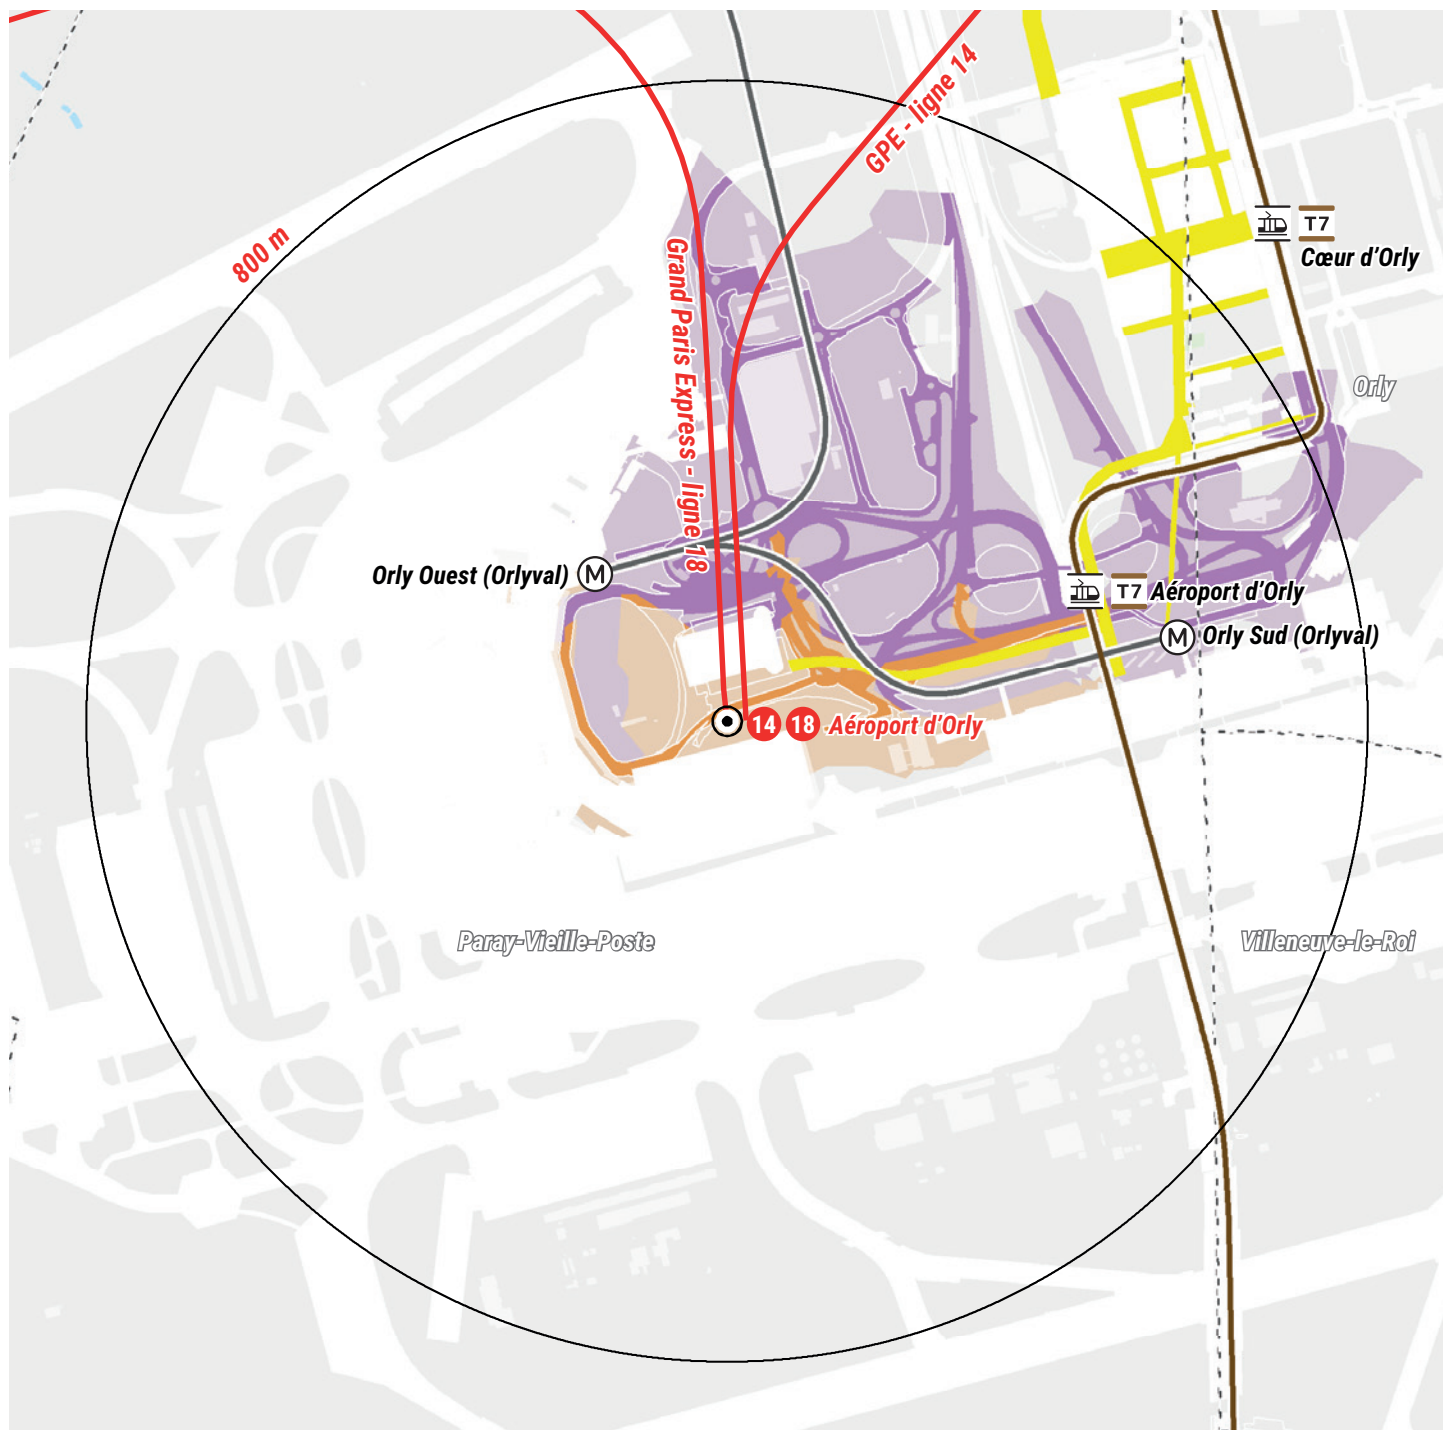 GPE - ligne 14
T7
Cœur d’Orly
800 m
Grand Paris Express - ligne 18
Orly
Orly Ouest (Orlyval)
M
T7 Aéroport d’Orly
M
Orly Sud (Orlyval)
14 18 Aéroport d’Orly
Paray-Vieille-Poste
Villeneuve-le-Roi